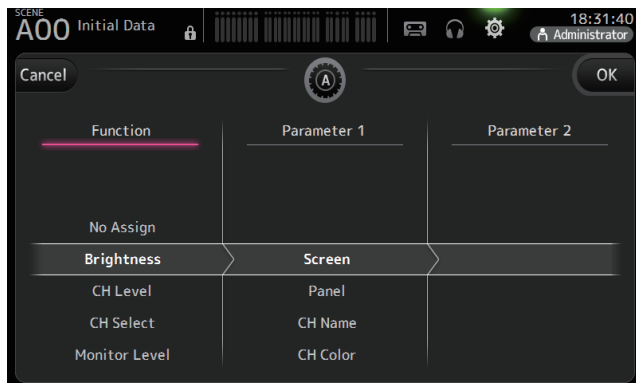 SCENE
A00 Initial Data
18:31:40
Administrator
Cancel
A
OK
Function
Parameter 1
Parameter 2
No Assign
Brightness
Screen
CH Level
Panel
CH Select
CH Name
Monitor Level
CH Color